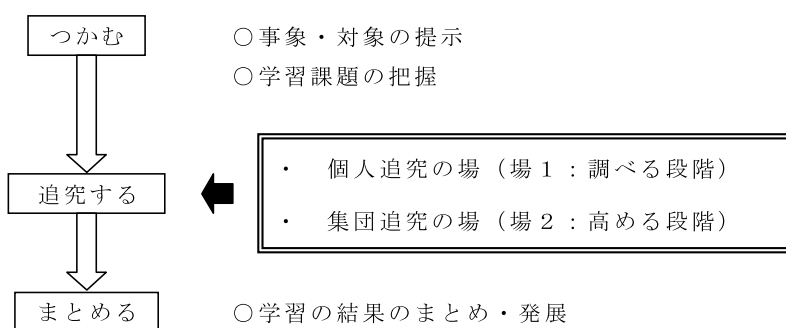 つかむ
○事象・対象の提示
○学習課題の把握
追究する
・ 個人追究の場（場１：調べる段階）
・ 集団追究の場（場２：高める段階）
まとめる
○学習の結果のまとめ・発展